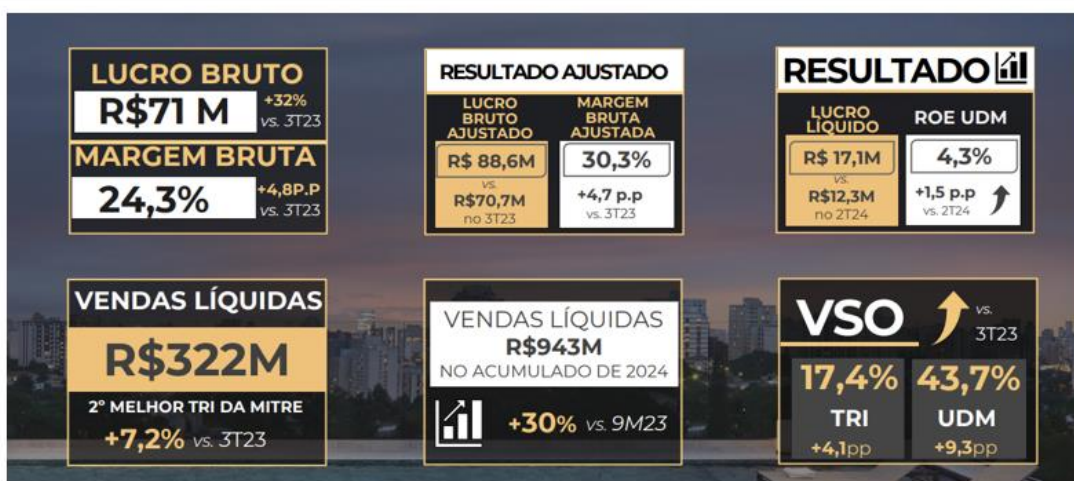 LUCRO BRUTO
R$71 M
+32%
vs. 3T23
MARGEM BRUTA
24,3%
+4,8P.P
vs. 3T23
RESULTADO AJUSTADO
LUCRO
BRUTO
AJUSTADO
R$ 88,6M
vs.
R$70,7M
no 3T23
MARGEM
BRUTA
AJUSTADA
30,3%
+4,7 p.p
vs. 3T23
RESULTADO
LUCRO
LÍQUIDO
R$ 17,1M
vs.
R$12,3M
no 2T24
ROE UDM
4,3%
+1,5 p.p
vs. 2T24
VENDAS LÍQUIDAS
R$322M
2º MELHOR TRI DA MITRE
+7,2% vs. 3T23
VENDAS LÍQUIDAS
R$943M
NO ACUMULADO DE 2024
+30% vs. 9M23
VSO
vs.
3T23
17,4%
TRI
+4,1pp
43,7%
UDM
+9,3pp